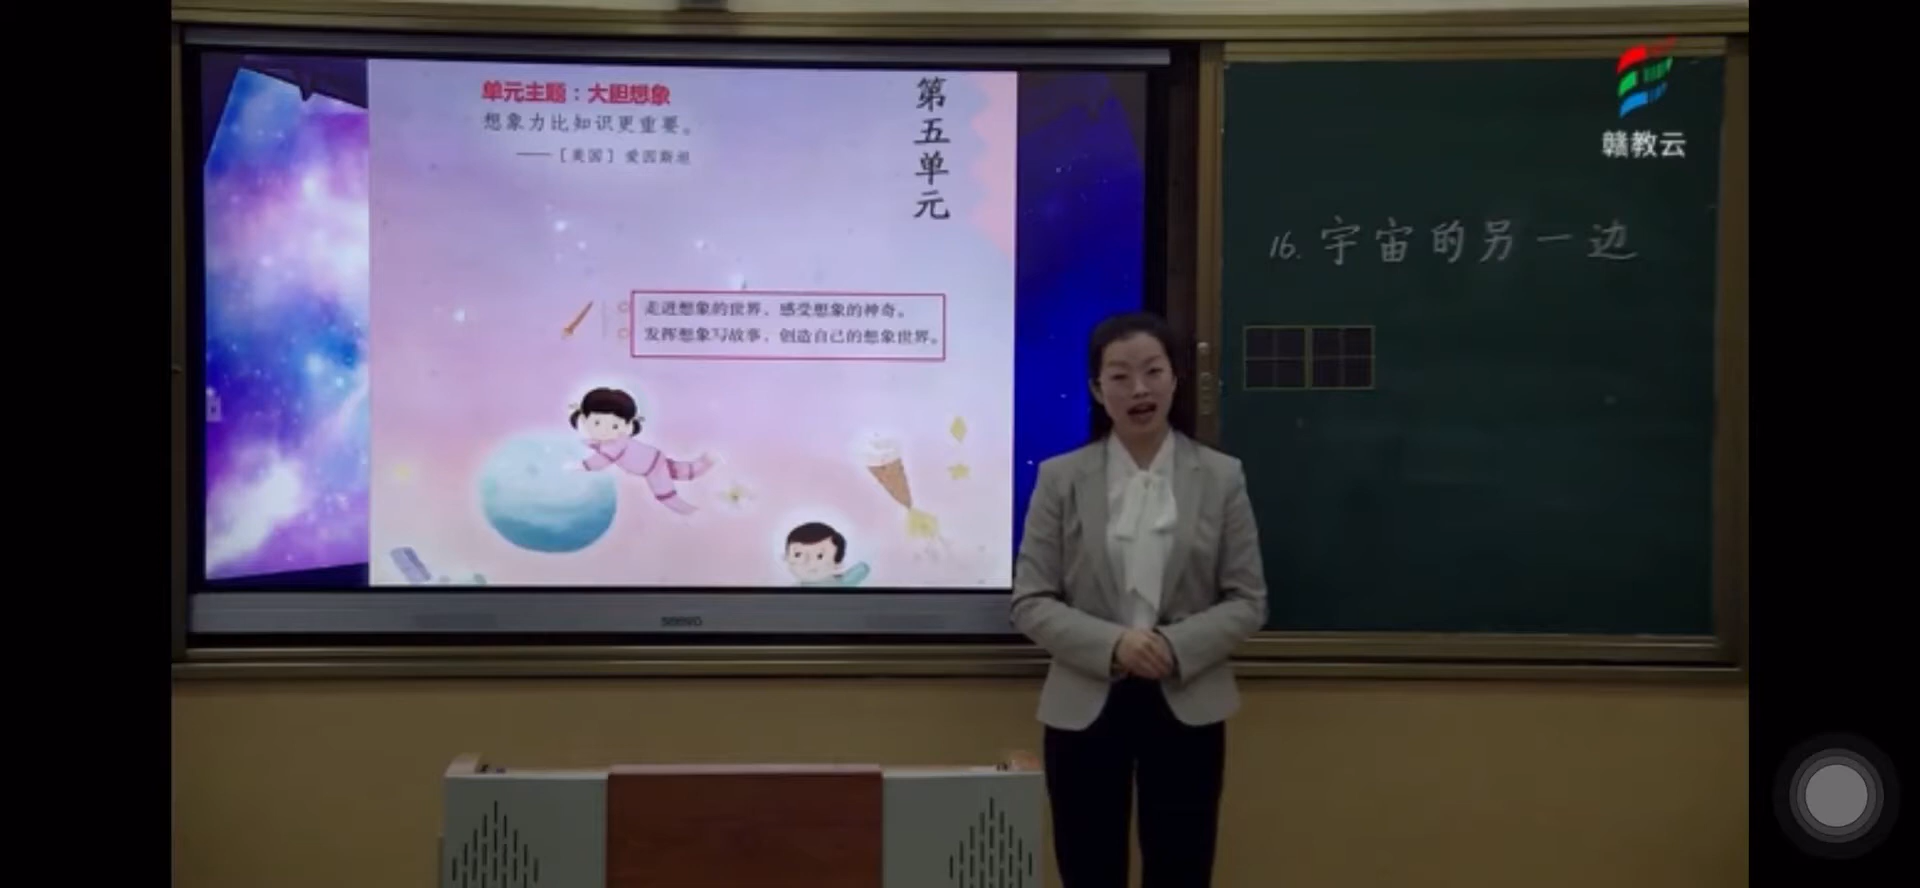 单元主题：大胆想象
想象力比知识更重要。
——［美国］爱因斯坦
第五单元
走进想象的世界，感受想象的神奇。
发挥想象写故事，创造自己的想象世界。
seewo
赣教云
16.宇宙的另一边